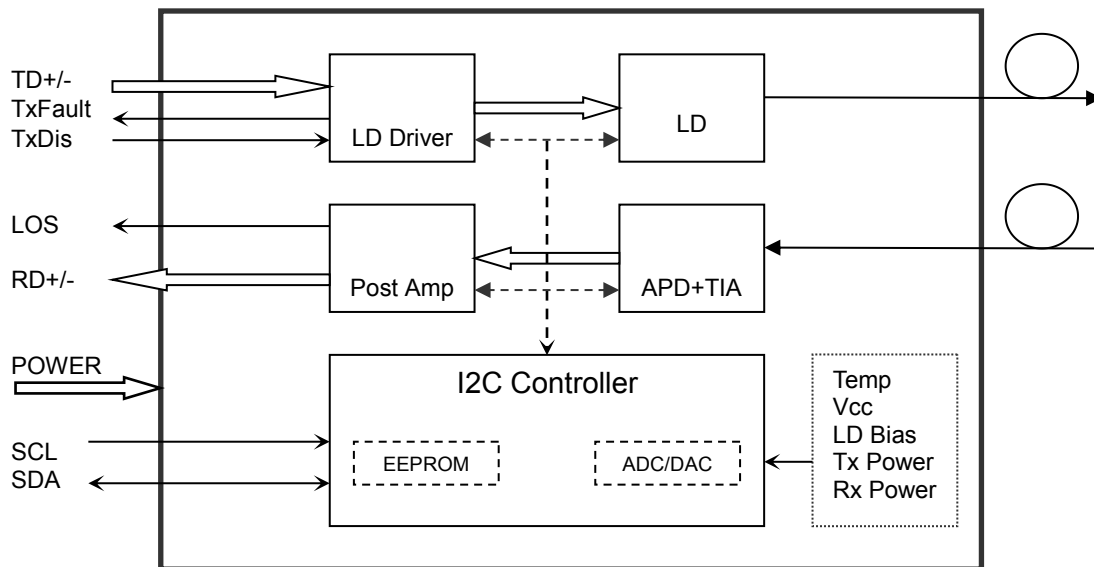 TD+/-
TxFault
TxDis
LD Driver
LD
LOS
RD+/-
Post Amp
APD+TIA
POWER
I2C Controller
SCL
SDA
EEPROM
ADC/DAC
Temp
Vcc
LD Bias
Tx Power
Rx Power